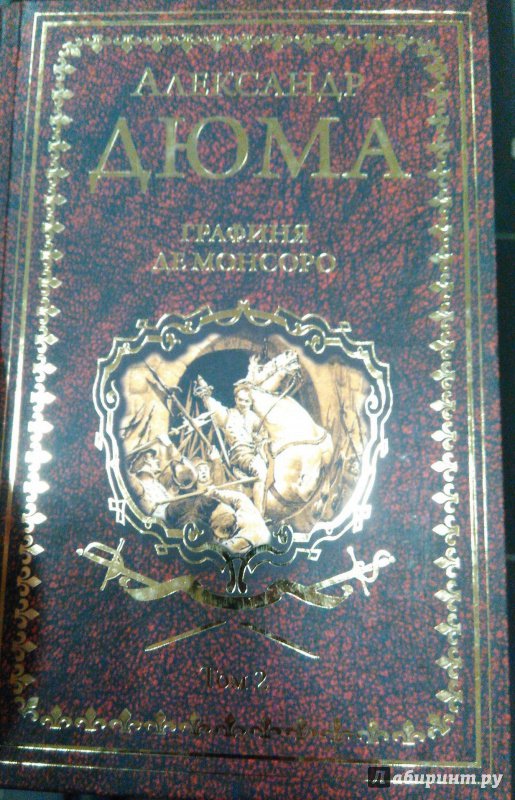 Александр
ДЮМА
ГРАФИНЯ
ДЕ МОНСОРО
Том 2
Лабиринт.ру